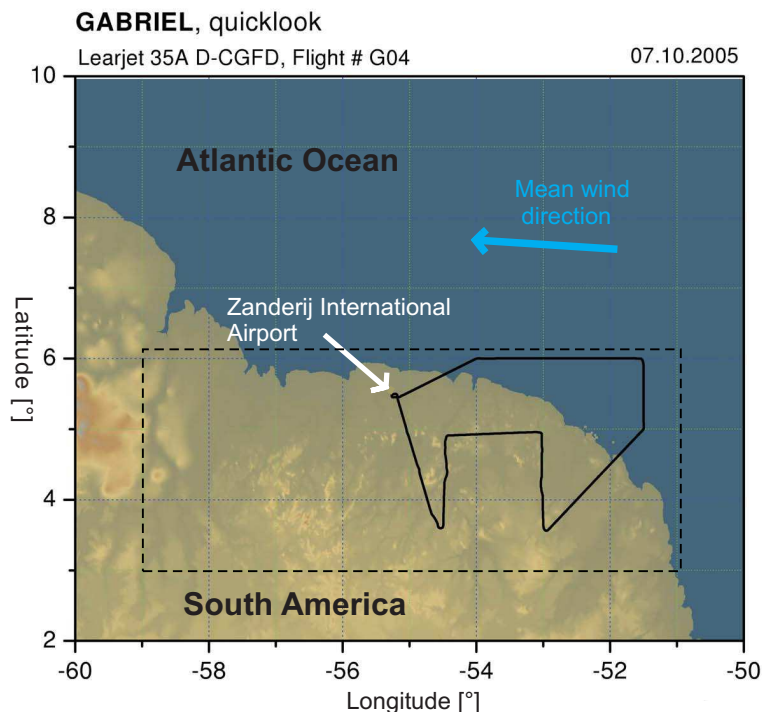 GABRIEL, quicklook
Learjet 35A D-CGFD, Flight # G04 07.10.2005
10
Atlantic Ocean
Mean wind
direction
8
Zanderij International
Airport
Latitude [°]
6
4
South America
2
-60 -58 -56 -54 -52 -50
Longitude [°]